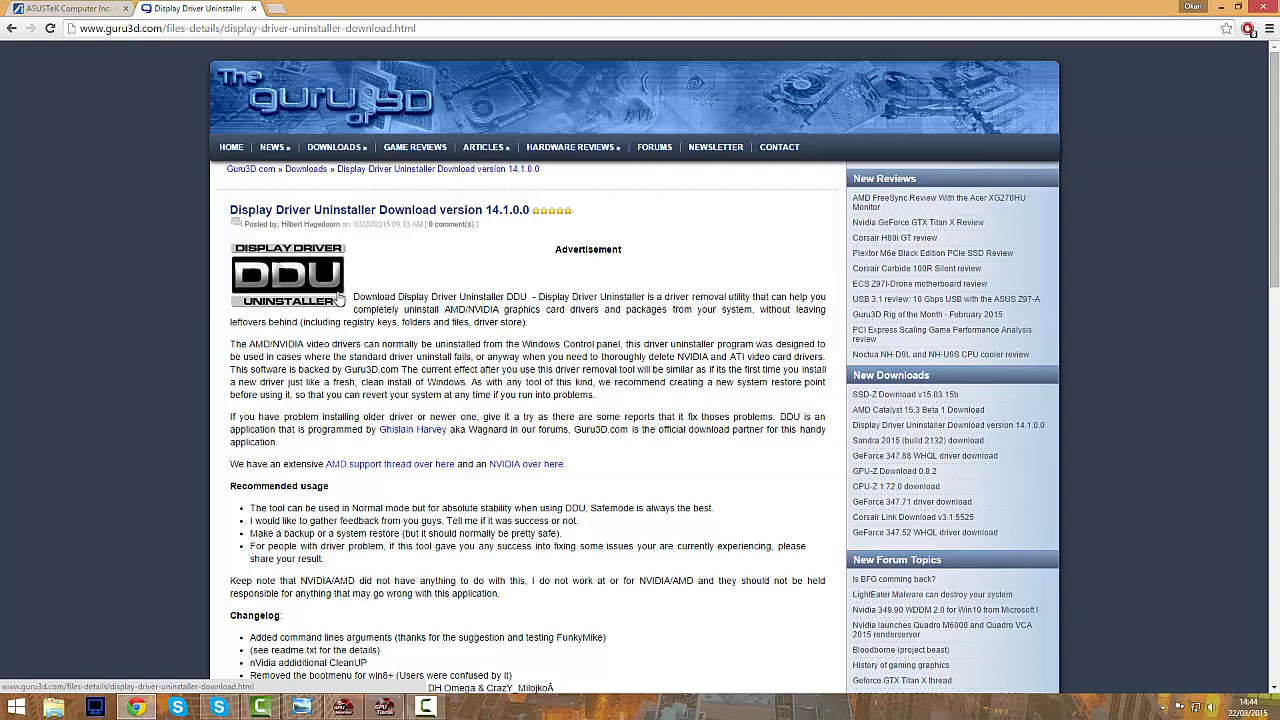 ASUSTeK Computer Inc. -
Display Driver Uninstaller
Okan
www.guru3d.com/files-details/display-driver-uninstaller-download.html
The
guru
of 3D
HOME
NEWS »
DOWNLOADS »
GAME REVIEWS
ARTICLES »
HARDWARE REVIEWS »
FORUMS
NEWSLETTER
CONTACT
Guru3D.com » Downloads » Display Driver Uninstaller Download version 14.1.0.0
Display Driver Uninstaller Download version 14.1.0.0
Posted by: Hilbert Hagedoorn on: 03/20/2015 09:13 AM [ 0 comment(s) ]
DISPLAY DRIVER
DDU
UNINSTALLER
Advertisement
Download Display Driver Uninstaller DDU - Display Driver Uninstaller is a driver removal utility that can help you
completely uninstall AMD/NVIDIA graphics card drivers and packages from your system, without leaving
leftovers behind (including registry keys, folders and files, driver store).
The AMD/NVIDIA video drivers can normally be uninstalled from the Windows Control panel, this driver uninstaller program was designed to
be used in cases where the standard driver uninstall fails, or anyway when you need to thoroughly delete NVIDIA and ATI video card drivers.
This software is backed by Guru3D.com The current effect after you use this driver removal tool will be similar as if its the first time you install
a new driver just like a fresh, clean install of Windows. As with any tool of this kind, we recommend creating a new system restore point
before using it, so that you can revert your system at any time if you run into problems.
If you have problem installing older driver or newer one, give it a try as there are some reports that it fix thoses problems. DDU is an
application that is programmed by Ghislain Harvey aka Wagnard in our forums, Guru3D.com is the official download partner for this handy
application.
We have an extensive AMD support thread over here and an NVIDIA over here.
Recommended usage
• The tool can be used in Normal mode but for absolute stability when using DDU, Safemode is always the best.
• I would like to gather feedback from you guys. Tell me if it was success or not.
• Make a backup or a system restore (but it should normally be pretty safe).
• For people with driver problem, if this tool gave you any success into fixing some issues your are currently experiencing, please
share your result.
Keep note that NVIDIA/AMD did not have anything to do with this, I do not work at or for NVIDIA/AMD and they should not be held
responsible for anything that may go wrong with this application.
Changelog:
• Added command lines arguments (thanks for the suggestion and testing FunkyMike)
• (see readme.txt for the details)
• nVidia addiditional CleanUP
• Removed the bootmenu for win8+ (Users were confused by it)
DH.Omega & CrazY_MilojkoÂ
New Reviews
AMD FreeSync Review With the Acer XG270HU
Monitor
Nvidia GeForce GTX Titan X Review
Corsair H80i GT review
Plextor M6e Black Edition PCIe SSD Review
Corsair Carbide 100R Silent review
ECS Z97I-Drone motherboard review
USB 3.1 review: 10 Gbps USB with the ASUS Z97-A
Guru3D Rig of the Month - February 2015
PCI Express Scaling Game Performance Analysis
review
Noctua NH-D9L and NH-U9S CPU cooler review
New Downloads
SSD-Z Download v15.03.15b
AMD Catalyst 15.3 Beta 1 Download
Display Driver Uninstaller Download version 14.1.0.0
Sandra 2015 (build 2132) download
GeForce 347.88 WHQL driver download
GPU-Z Download 0.8.2
CPU-Z 1.72.0 download
GeForce 347.71 driver download
Corsair Link Download v3.1.5525
GeForce 347.52 WHQL driver download
New Forum Topics
Is BFG comming back?
LightEater Malware can destroy your system
Nvidia 349.90 WDDM 2.0 for Win10 from Microsoft !
Nvidia launches Quadro M6000 and Quadro VCA
2015 renderserver
Bloodborne (project beast)
History of gaming graphics
Geforce GTX Titan X thread
www.guru3d.com/files-details/display-driver-uninstaller-download.html
14:44
22/03/2015